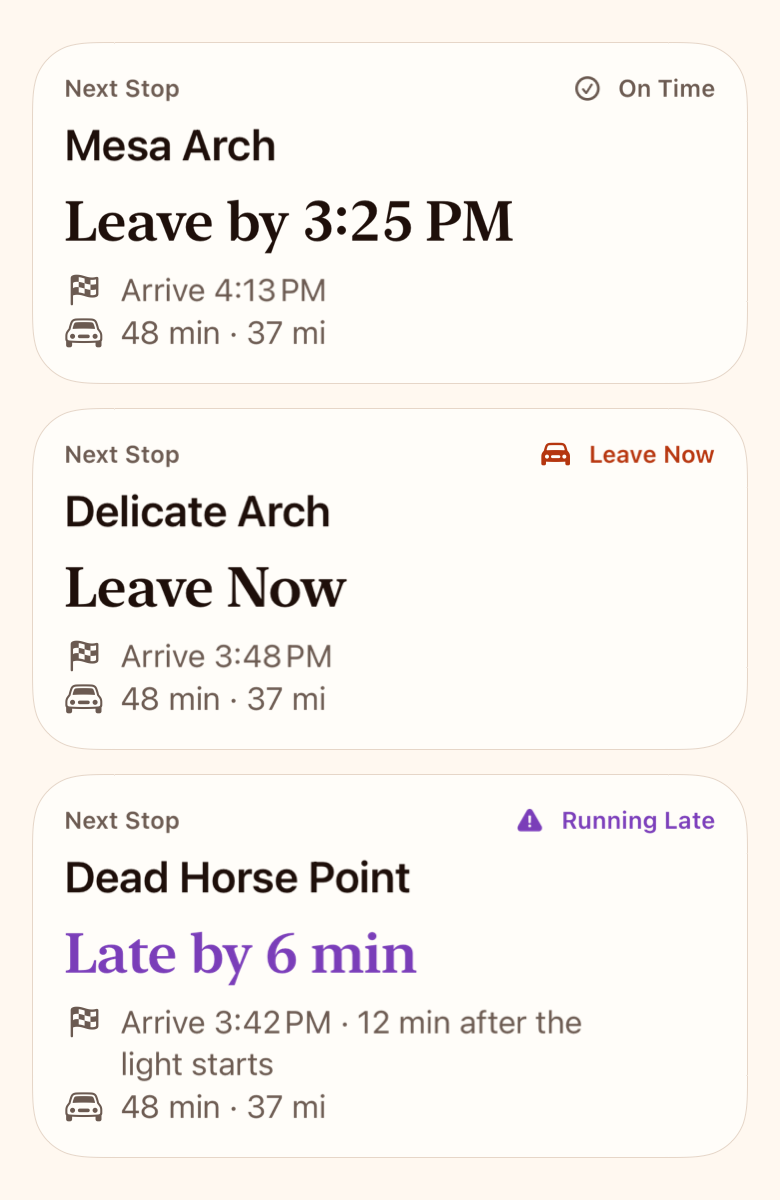 Next Stop
On Time
Mesa Arch
Leave by 3:25 PM
Arrive 4:13 PM
48 min · 37 mi
Next Stop
Leave Now
Delicate Arch
Leave Now
Arrive 3:48 PM
48 min · 37 mi
Next Stop
Running Late
Dead Horse Point
Late by 6 min
Arrive 3:42 PM · 12 min after the
light starts
48 min · 37 mi